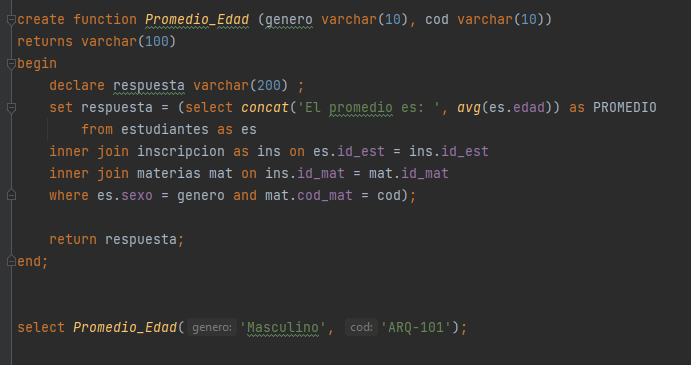 create function Promedio_Edad (genero varchar(10), cod varchar(10))
returns varchar(100)
begin
    declare respuesta varchar(200) ;
    set respuesta = (select concat('El promedio es: ', avg(es.edad)) as PROMEDIO
        from estudiantes as es
    inner join inscripcion as ins on es.id_est = ins.id_est
    inner join materias mat on ins.id_mat = mat.id_mat
    where es.sexo = genero and mat.cod_mat = cod);
    return respuesta;
end;
select Promedio_Edad( genero: 'Masculino', cod: 'ARQ-101');